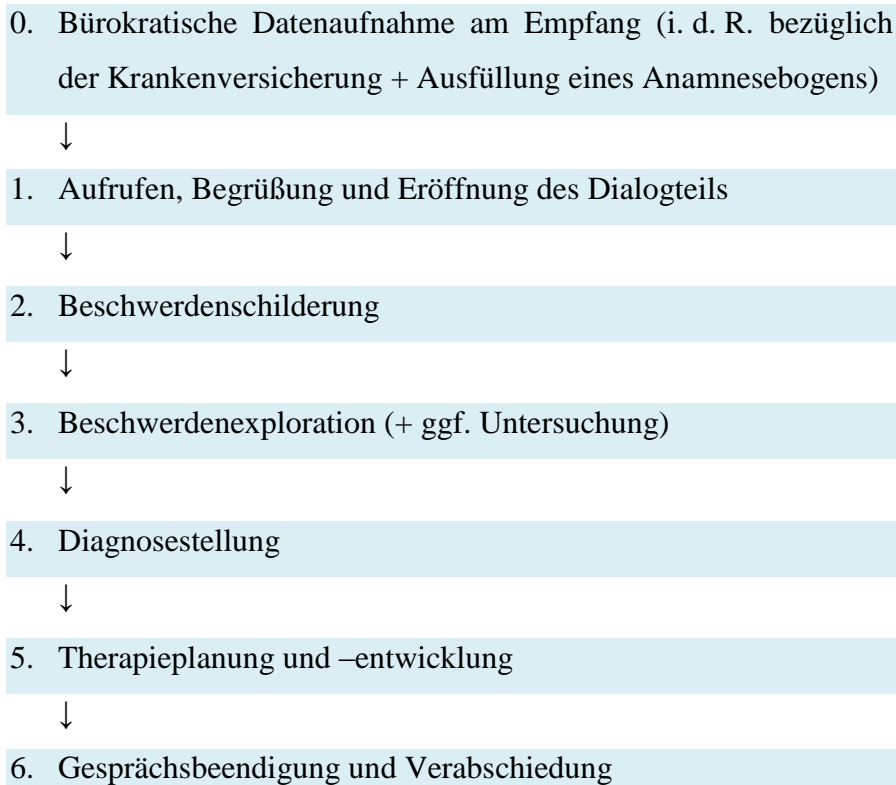 0. Bürokratische Datenaufnahme am Empfang (i. d. R. bezüglich
der Krankenversicherung + Ausfüllung eines Anamnesebogens)
↓
1. Aufrufen, Begrüßung und Eröffnung des Dialogteils
↓
2. Beschwerdenschilderung
↓
3. Beschwerdenexploration (+ ggf. Untersuchung)
↓
4. Diagnosestellung
↓
5. Therapieplanung und –entwicklung
↓
6. Gesprächsbeendigung und Verabschiedung